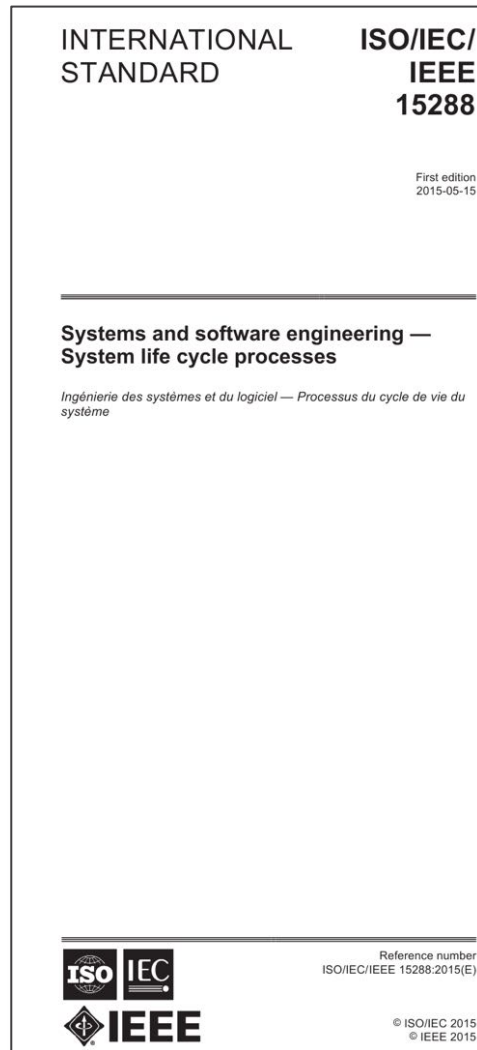 INTERNATIONAL
STANDARD
ISO/IEC/
IEEE
15288
First edition
2015-05-15
Systems and software engineering —
System life cycle processes
Ingénierie des systèmes et du logiciel — Processus du cycle de vie du
système
ISO IEC
IEEE
Reference number
ISO/IEC/IEEE 15288:2015(E)
© ISO/IEC 2015
© IEEE 2015